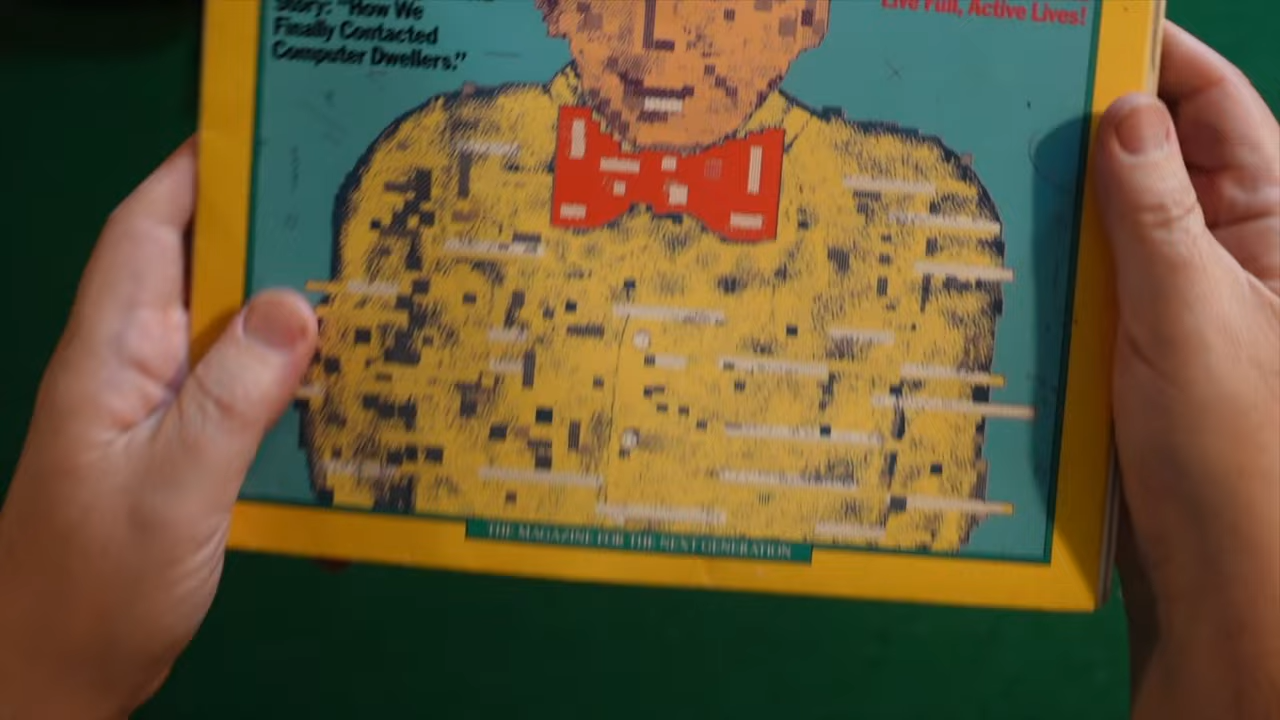 Story: "How We
Finally Contacted
Computer Dwellers."
Live Full, Active Lives!
THE MAGAZINE FOR THE NEXT GENERATION